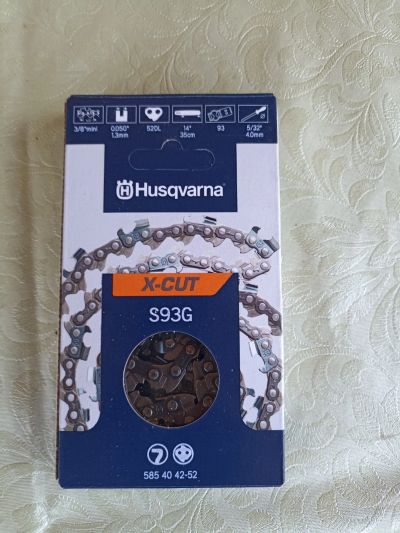 3/8"mini 0.050" 520L 14" 93 5/32"
1.3mm 35cm 4.0mm
Husqvarna
X-CUT
S93G
585 40 42-52